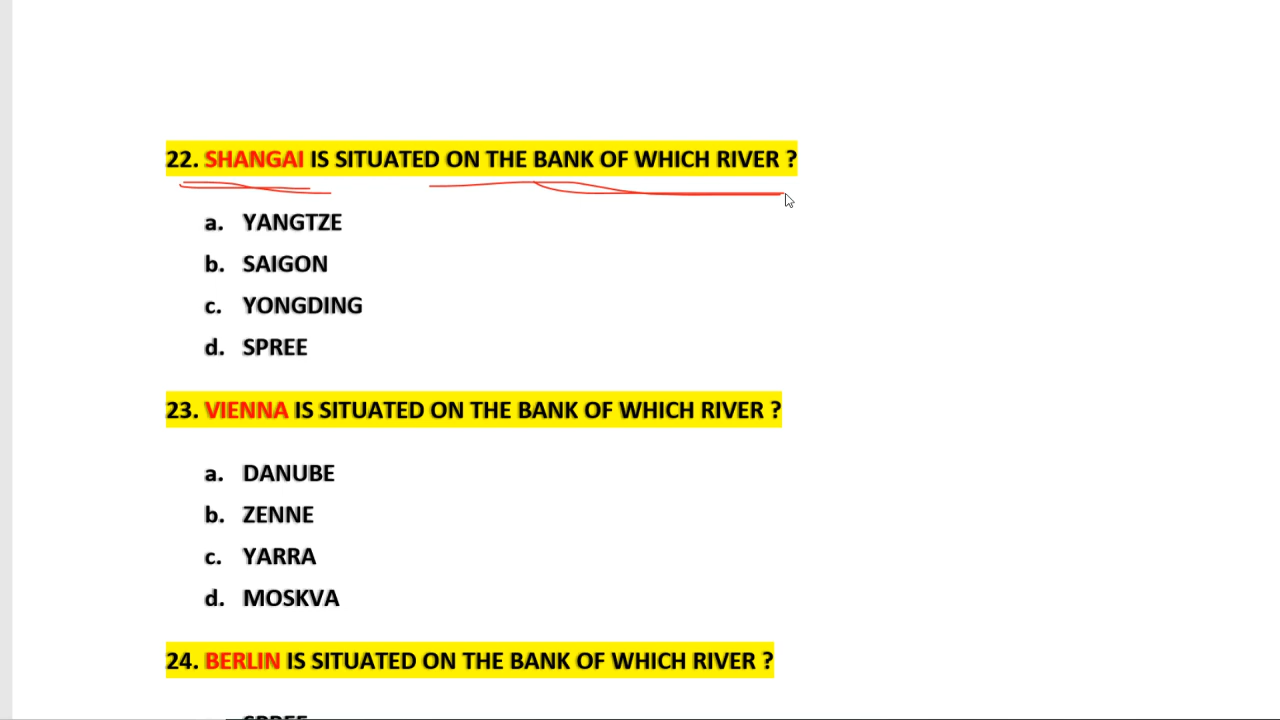 22. SHANGAI IS SITUATED ON THE BANK OF WHICH RIVER ?
a. YANGTZE
b. SAIGON
c. YONGDING
d. SPREE
23. VIENNA IS SITUATED ON THE BANK OF WHICH RIVER ?
a. DANUBE
b. ZENNE
c. YARRA
d. MOSKVA
24. BERLIN IS SITUATED ON THE BANK OF WHICH RIVER ?
SPREE